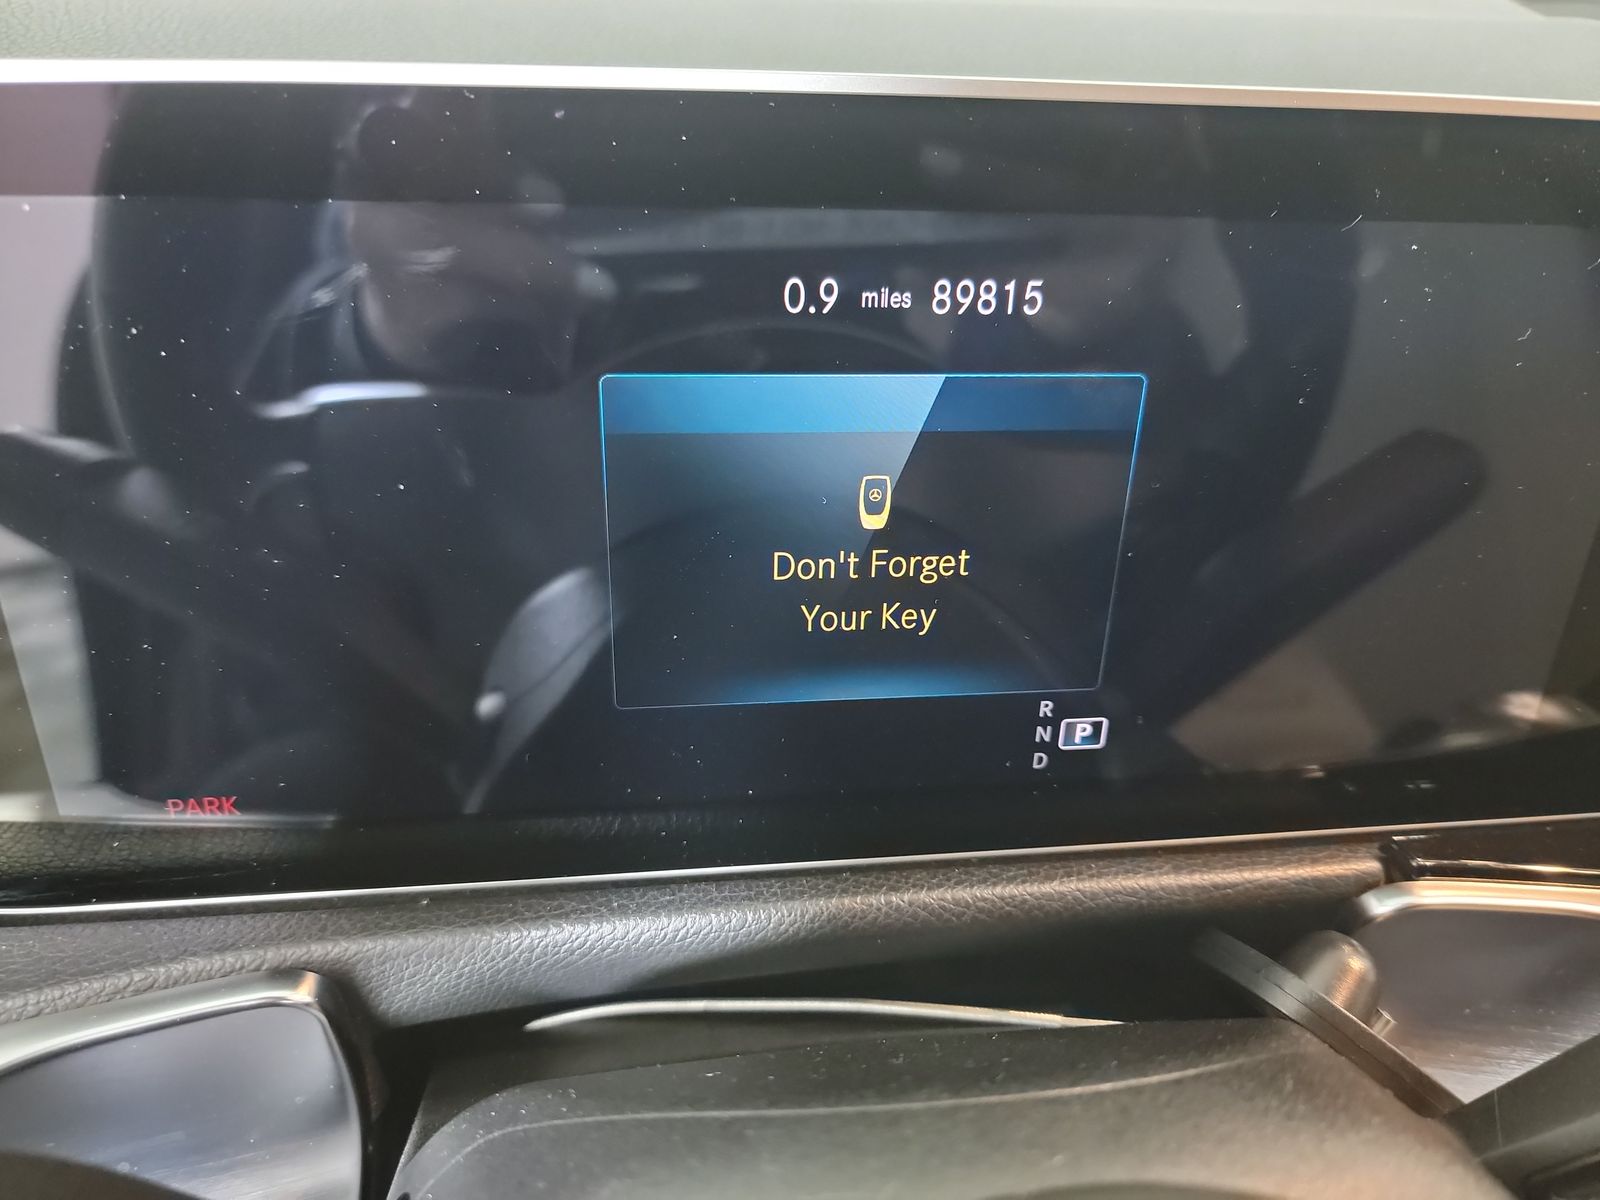 0.9 miles 89815
Don't Forget
Your Key
R
N P
D
PARK